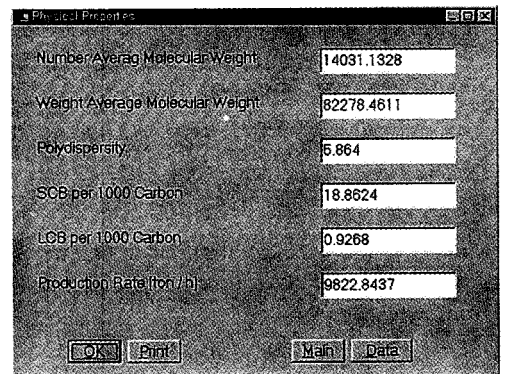 Physical Properties
Number Averag Molecular Weight 14031.1328
Weight Average Molecular Weight 82278.4611
Polydispersity 5.864
SCB per 1000 Carbon 18.8624
LCB per 1000 Carbon 0.9268
Production Rate [ton / h] 9822.8437
OK Print Main Data